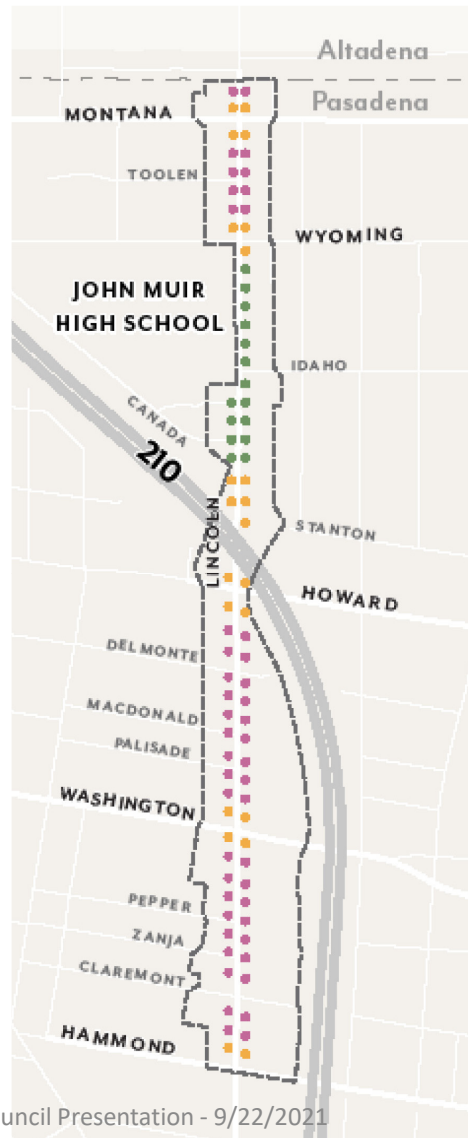 Altadena
Pasadena
MONTANA
TOOLEN
WYOMING
JOHN MUIR
HIGH SCHOOL
IDAHO
CANADA
210
LINCOLN
STANTON
HOWARD
DEL MONTE
MACDONALD
PALISADE
WASHINGTON
PEPPER
ZANJA
CLAREMONT
HAMMOND
uncil Presentation - 9/22/2021